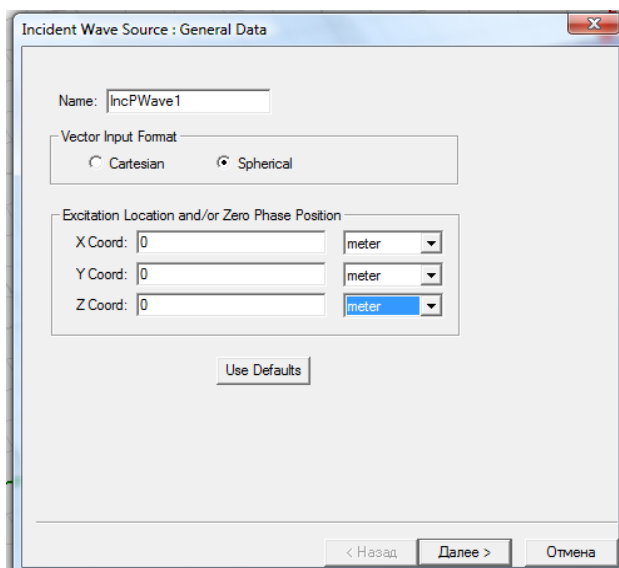 Incident Wave Source : General Data
Name: IncPWave1
Vector Input Format
Cartesian Spherical
Excitation Location and/or Zero Phase Position
X Coord: 0 meter
Y Coord: 0 meter
Z Coord: 0 meter
Use Defaults
< Назад Далее > Отмена